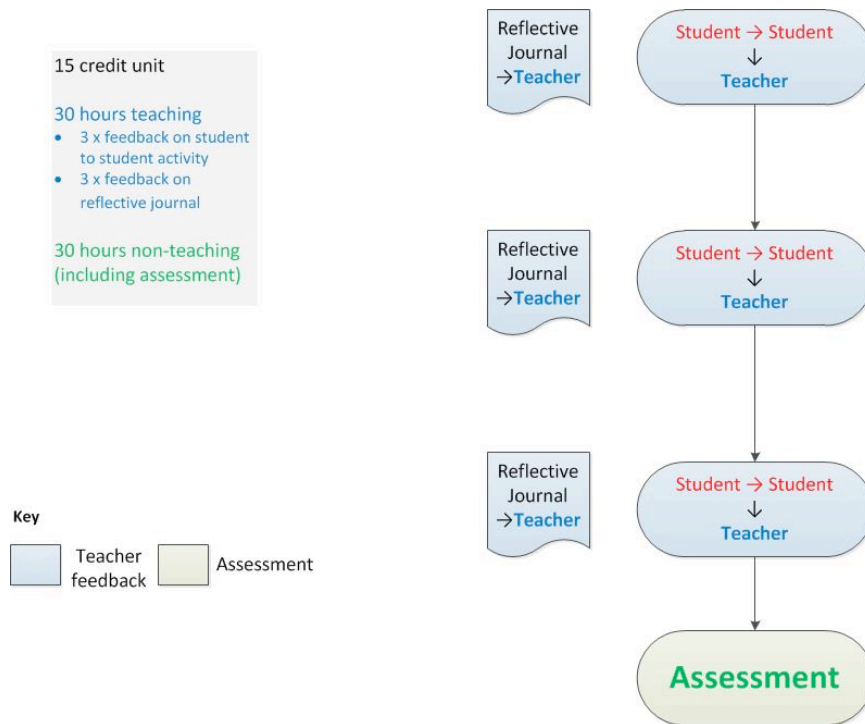 15 credit unit
30 hours teaching
• 3 x feedback on student
to student activity
• 3 x feedback on
reflective journal
30 hours non-teaching
(including assessment)
Reflective
Journal
→Teacher
Student → Student
↓
Teacher
Reflective
Journal
→Teacher
Student → Student
↓
Teacher
Reflective
Journal
→Teacher
Student → Student
↓
Teacher
Key
Teacher
feedback
Assessment
Assessment